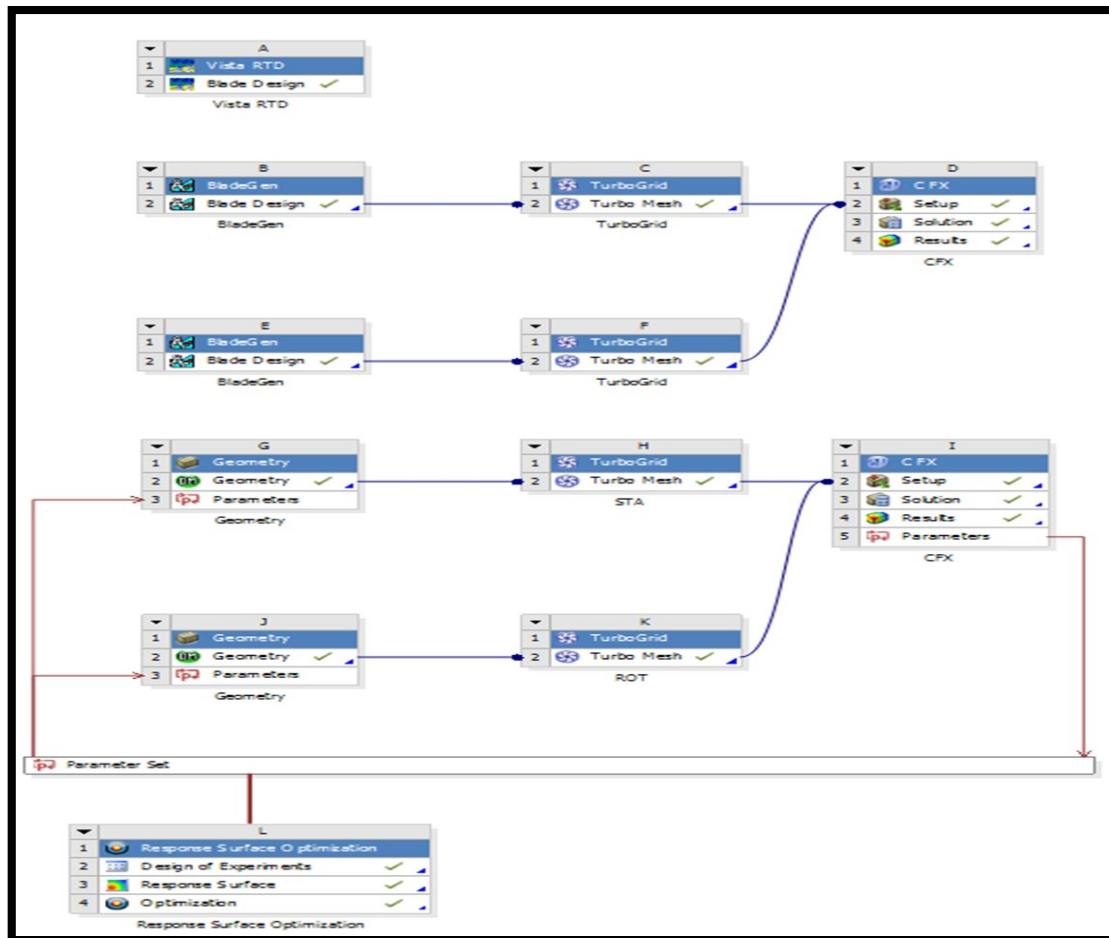 A
1 Vista RTD
2 Blade Design
Vista RTD
B
1 BladeGen
2 Blade Design
BladeGen
C
1 TurboGrid
2 Turbo Mesh
TurboGrid
D
1 CFX
2 Setup
3 Solution
4 Results
CFX
E
1 BladeGen
2 Blade Design
BladeGen
F
1 TurboGrid
2 Turbo Mesh
TurboGrid
G
1 Geometry
2 Geometry
3 Parameters
Geometry
H
1 TurboGrid
2 Turbo Mesh
STA
I
1 CFX
2 Setup
3 Solution
4 Results
5 Parameters
CFX
J
1 Geometry
2 Geometry
3 Parameters
Geometry
K
1 TurboGrid
2 Turbo Mesh
ROT
Parameter Set
L
1 Response Surface Optimization
2 Design of Experiments
3 Response Surface
4 Optimization
Response Surface Optimization